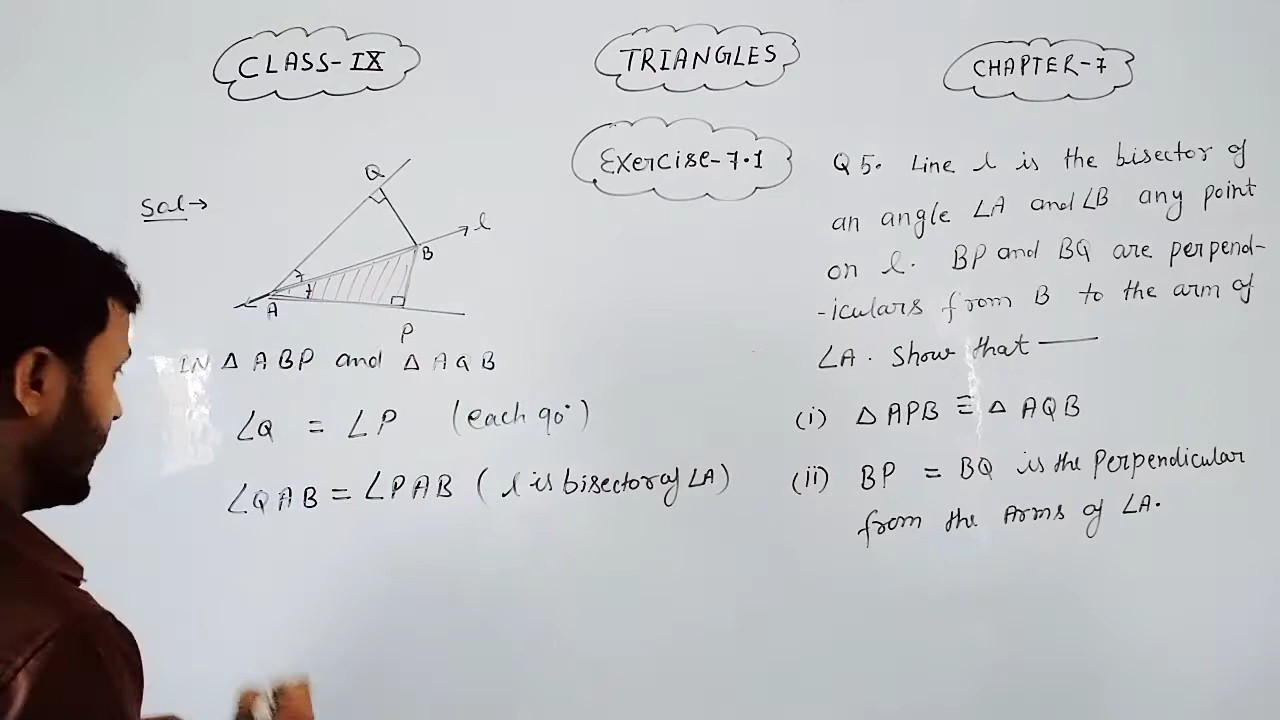 CLASS-IX
TRIANGLES
CHAPTER-7
Exercise-7.1
Sol→
Q
l
B
A
P
IN △ ABP and △ AQB
∠Q = ∠P (each 90°)
∠QAB = ∠PAB ( l is bisector of ∠A)
Q5. Line l is the bisector of
an angle ∠A and ∠B any point
on l. BP and BQ are perpend-
-iculars from B to the arm of
∠A. Show that —
(i) △ APB ≅ △ AQB
(ii) BP = BQ is the Perpendicular
from the Arms of ∠A.